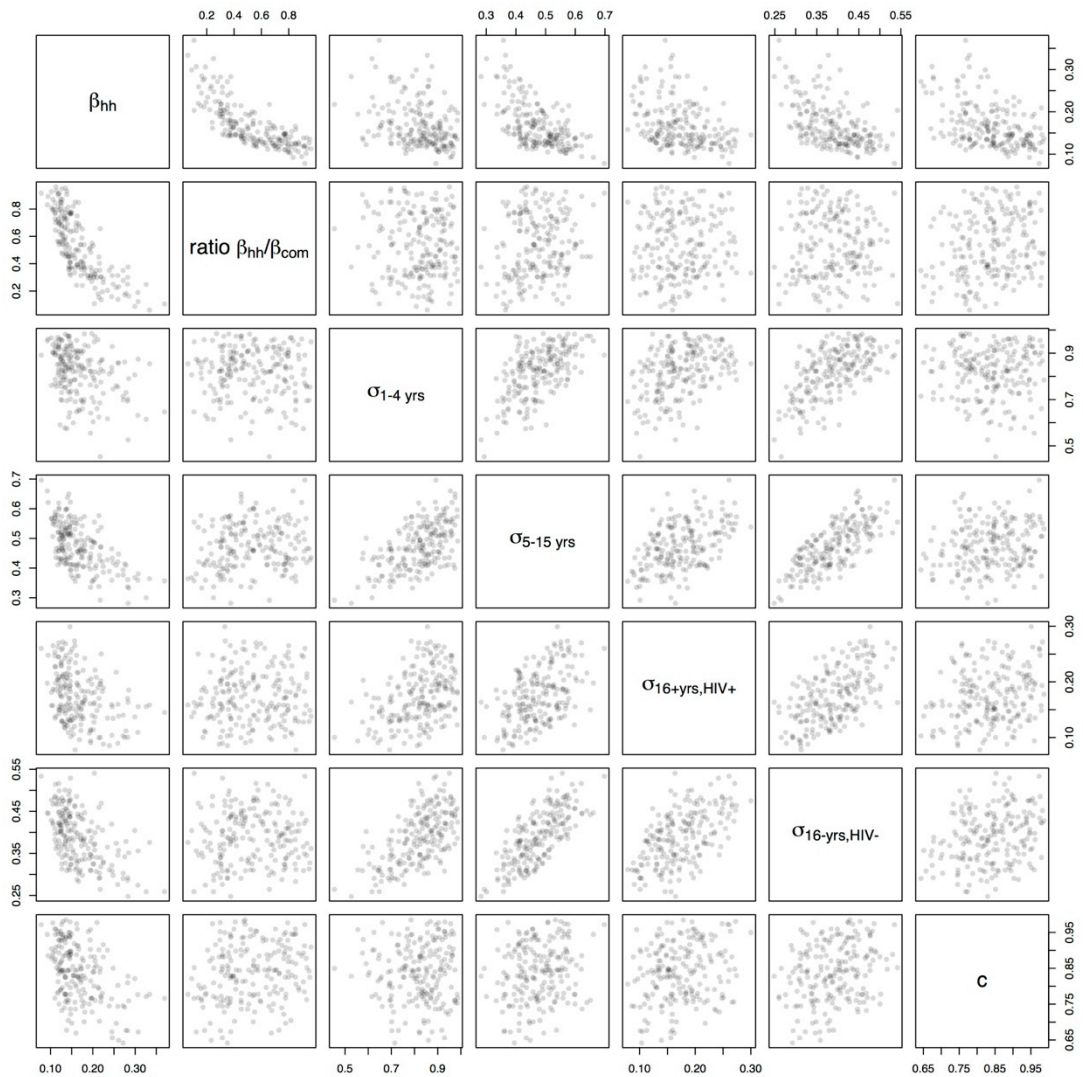 0.2 0.4 0.6 0.8 0.3 0.4 0.5 0.6 0.7 0.25 0.35 0.45 0.55
βhh
0.10 0.20 0.30
0.2 0.4 0.6 0.8
ratio βhh/βcom
σ1-4 yrs
0.5 0.7 0.9
0.3 0.4 0.5 0.6 0.7
σ5-15 yrs
σ16+yrs,HIV+
0.10 0.20 0.30
0.25 0.35 0.45 0.55
σ16-yrs,HIV-
c
0.65 0.75 0.85 0.95
0.10 0.20 0.30 0.5 0.7 0.9 0.10 0.20 0.30 0.65 0.75 0.85 0.95